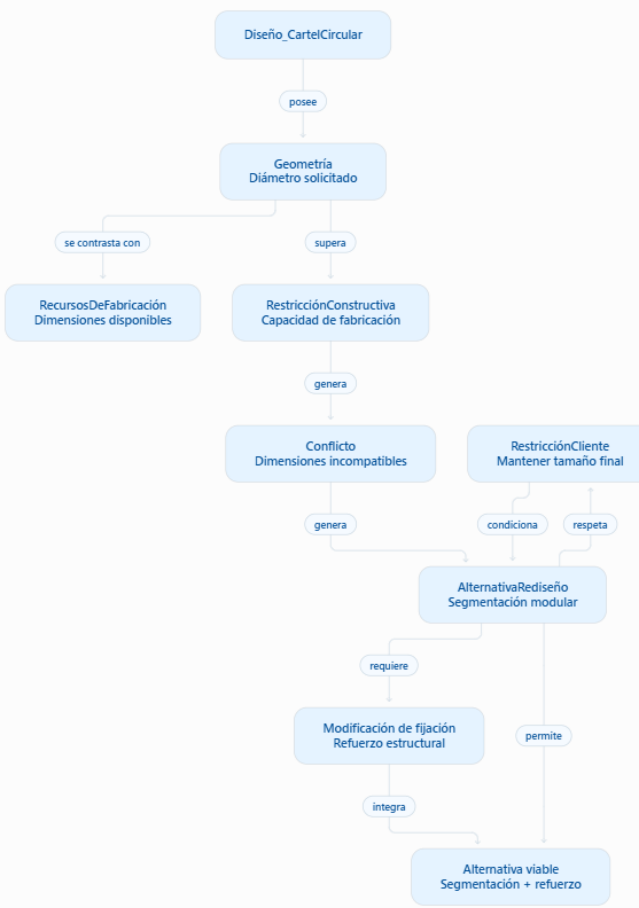 Diseño_CartelCircular
posee
Geometría
Diámetro solicitado
se contrasta con
supera
RecursosDeFabricación
Dimensiones disponibles
RestricciónConstructiva
Capacidad de fabricación
genera
Conflicto
Dimensiones incompatibles
RestricciónCliente
Mantener tamaño final
genera
condiciona
respeta
AlternativaRediseño
Segmentación modular
requiere
Modificación de fijación
Refuerzo estructural
permite
integra
Alternativa viable
Segmentación + refuerzo